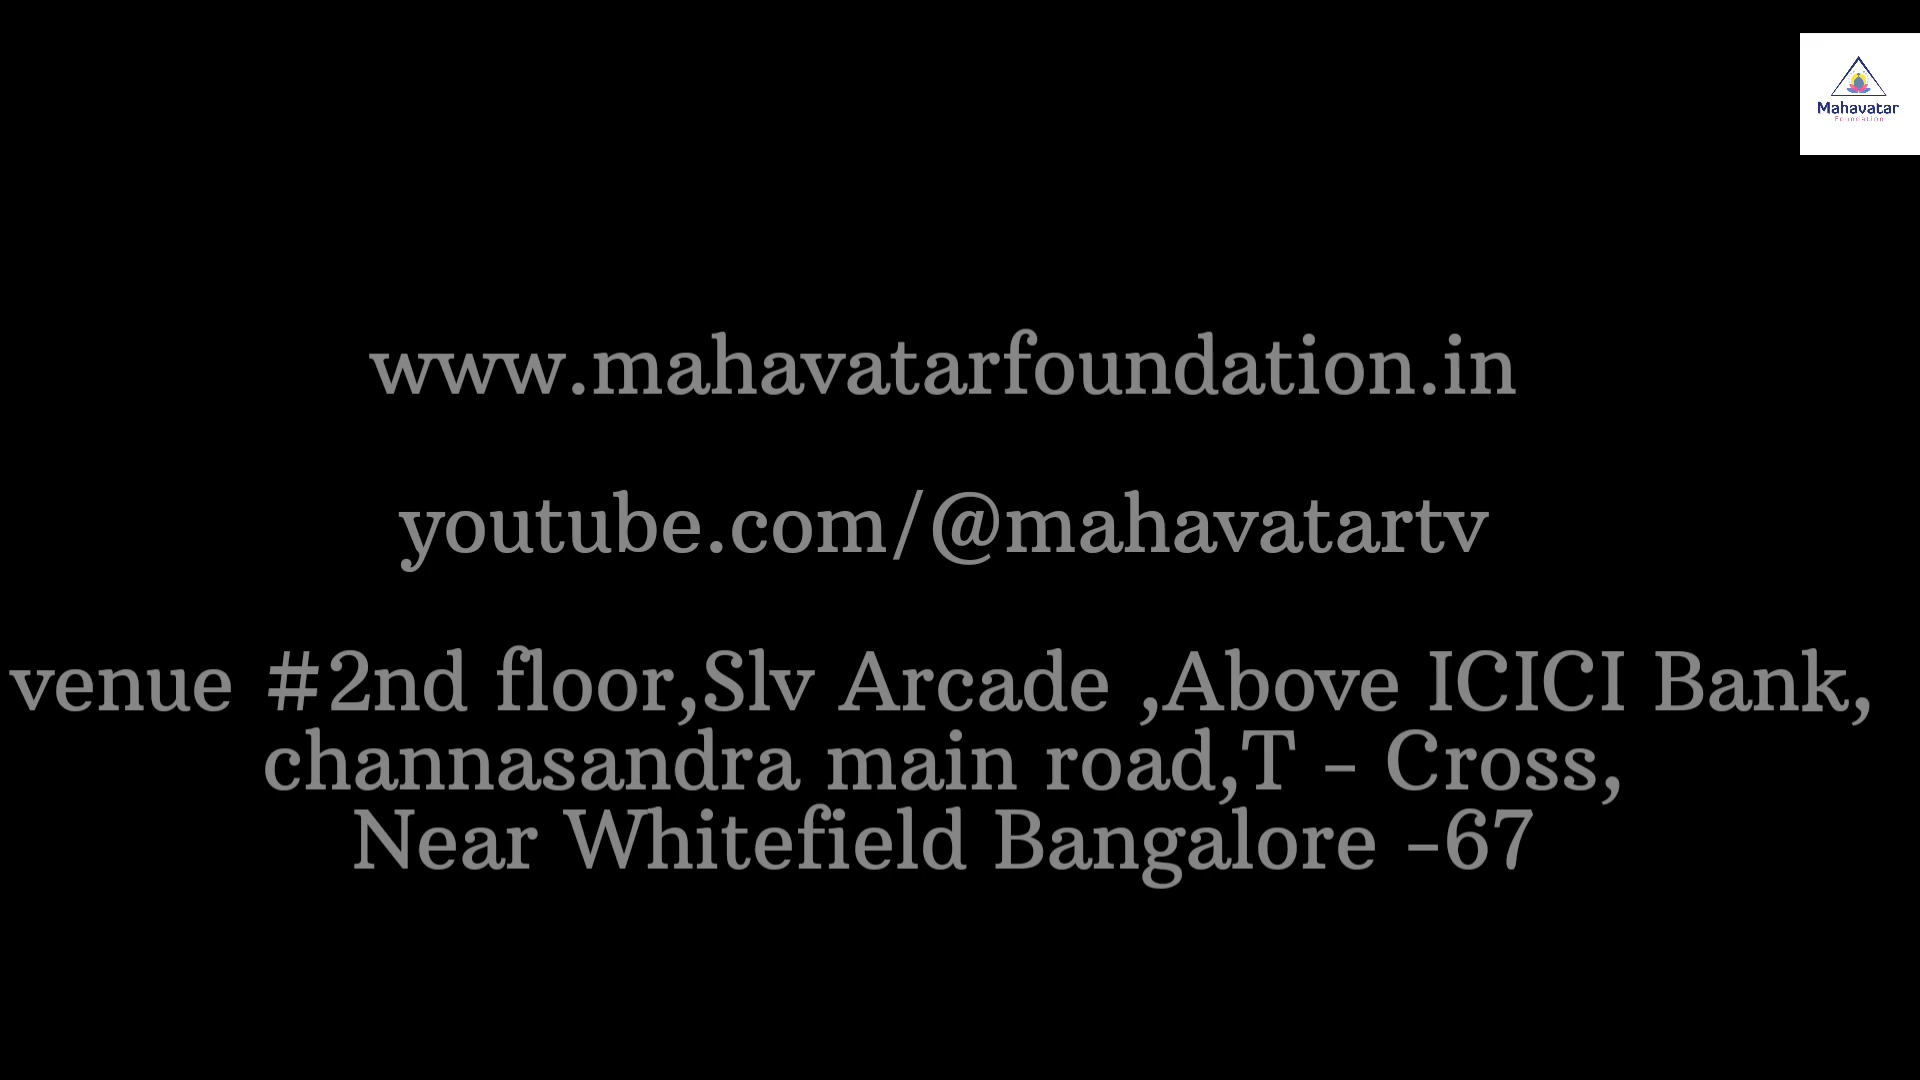 Mahavatar
Foundation
www.mahavatarfoundation.in
youtube.com/@mahavatartv
venue #2nd floor,Slv Arcade ,Above ICICI Bank,
channasandra main road,T - Cross,
Near Whitefield Bangalore -67